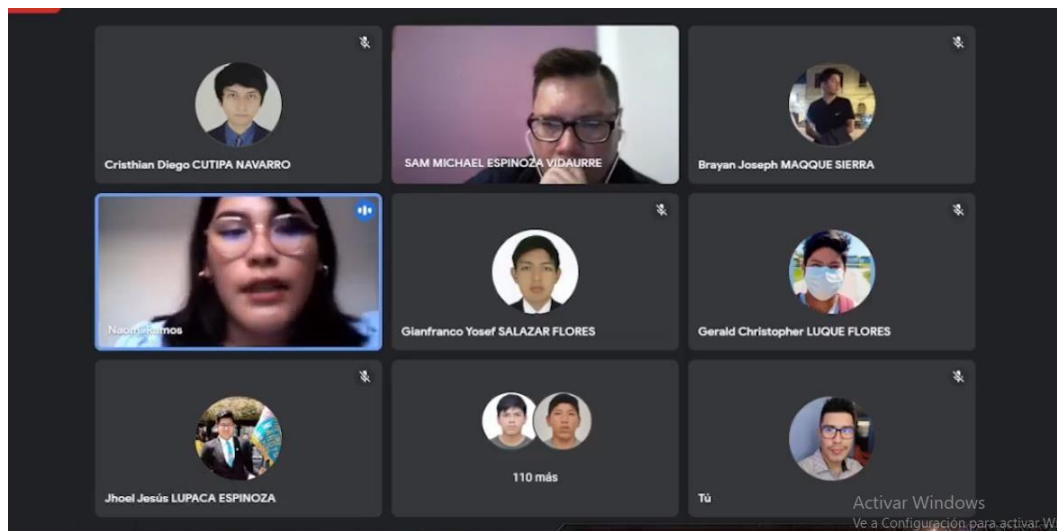 Cristhian Diego CUTIPA NAVARRO
SAM MICHAEL ESPINOZA VIDAURRE
Brayan Joseph MAQQUE SIERRA
Naomi Ramos
Gianfranco Yosef SALAZAR FLORES
Gerald Christopher LUQUE FLORES
Jhoel Jesús LUPACA ESPINOZA
110 más
Tú
Activar Windows
Ve a Configuración para activar W